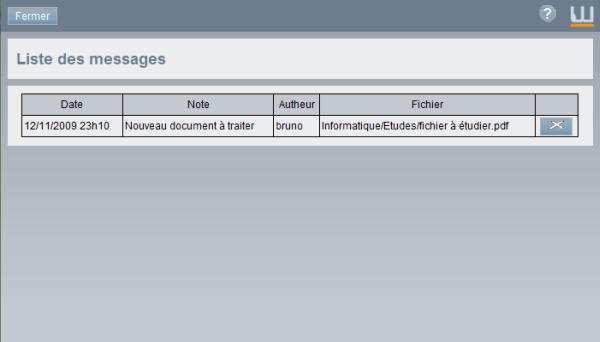 Fermer
?
Liste des messages
Date Note Autheur Fichier
12/11/2009 23h10 Nouveau document à traiter bruno Informatique/Etudes/fichier à étudier.pdf